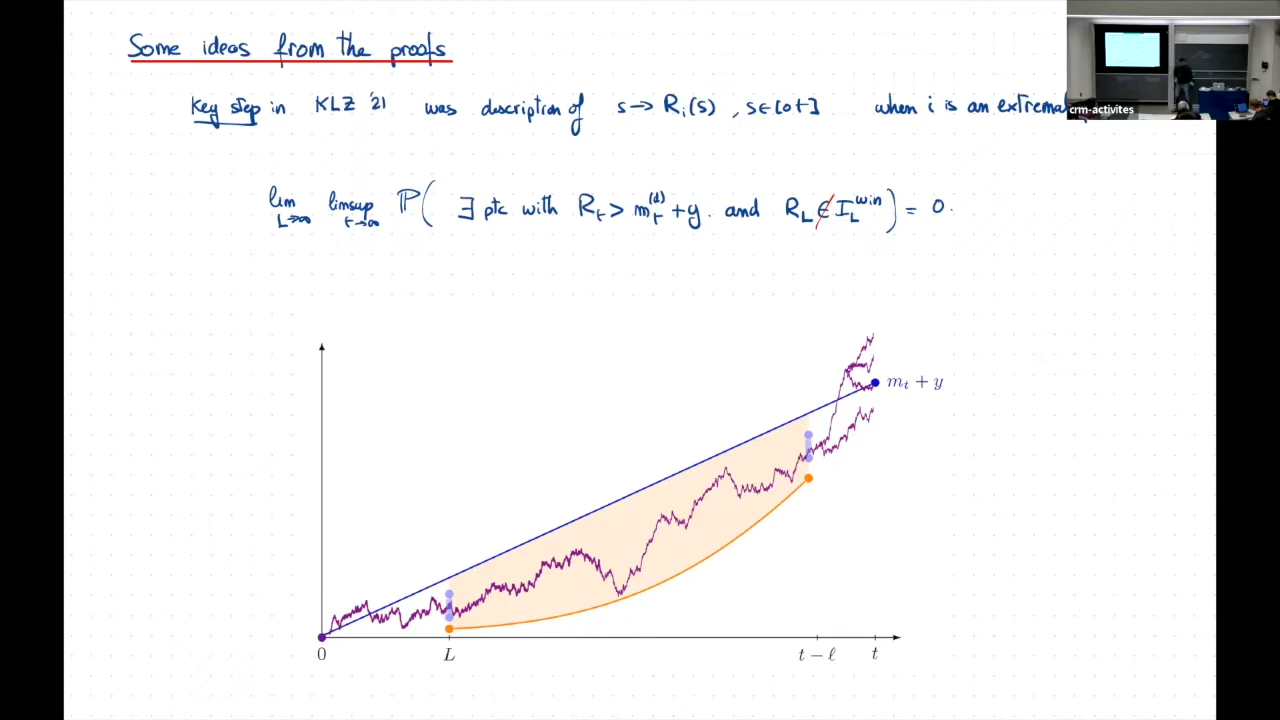 Some ideas from the proofs
Key step in KLZ '21 was description of s → R_i(s), s∈[0 t] when i is an extremal
lim_{L→∞} limsup_{t→∞} ℙ( ∃ ptc with R_t > m_t^{(d)} + y. and R_L ∉ I_L^{win} ) = 0.
crm-activites
m_t + y
0 L t − ℓ t